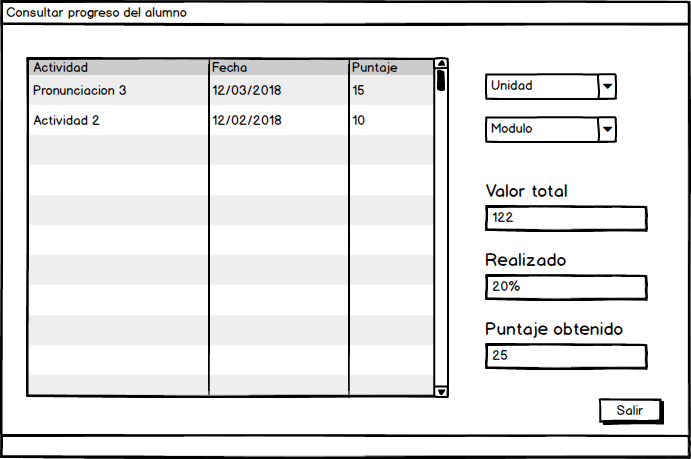 Consultar progreso del alumno
Actividad Fecha Puntaje
Pronunciacion 3 12/03/2018 15
Actividad 2 12/02/2018 10
Unidad
Modulo
Valor total
122
Realizado
20%
Puntaje obtenido
25
Salir